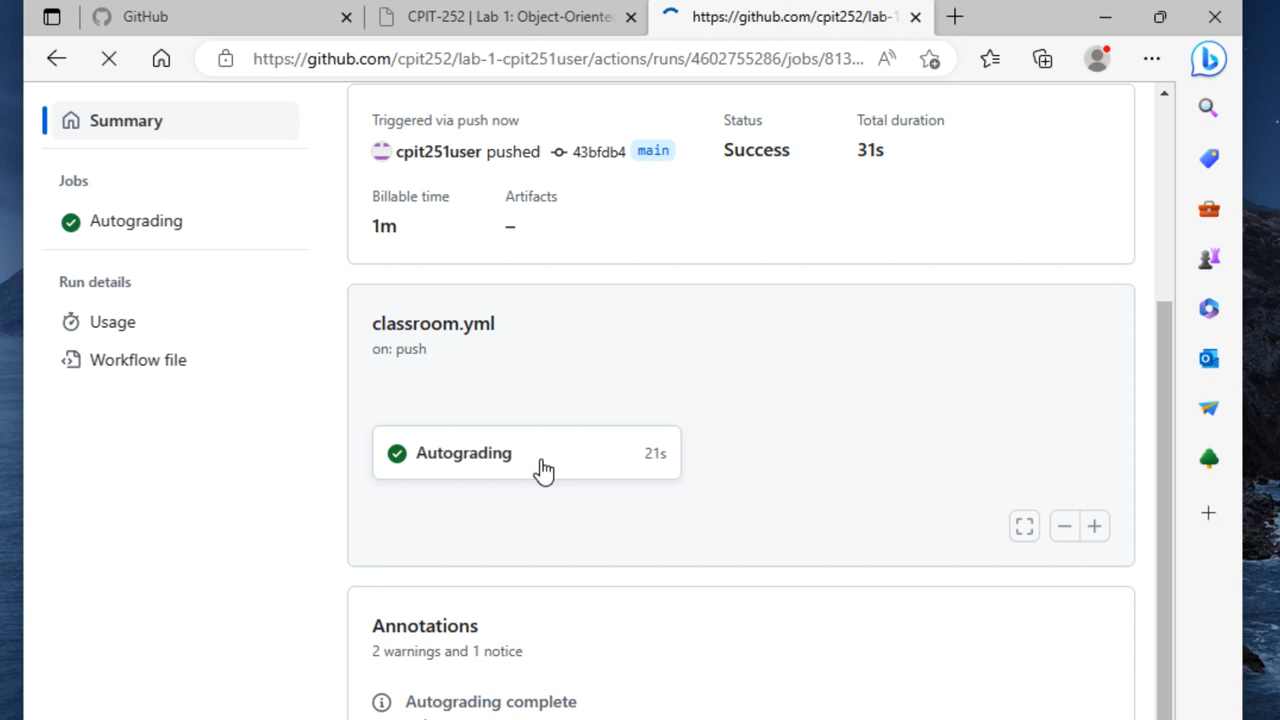 GitHub
CPIT-252 | Lab 1: Object-Oriente
https://github.com/cpit252/lab-1
https://github.com/cpit252/lab-1-cpit251user/actions/runs/4602755286/jobs/813...
Summary
Jobs
Autograding
Run details
Usage
Workflow file
Triggered via push now
cpit251user pushed 43bfdb4 main
Status
Success
Total duration
31s
Billable time
1m
Artifacts
–
classroom.yml
on: push
Autograding 21s
Annotations
2 warnings and 1 notice
Autograding complete